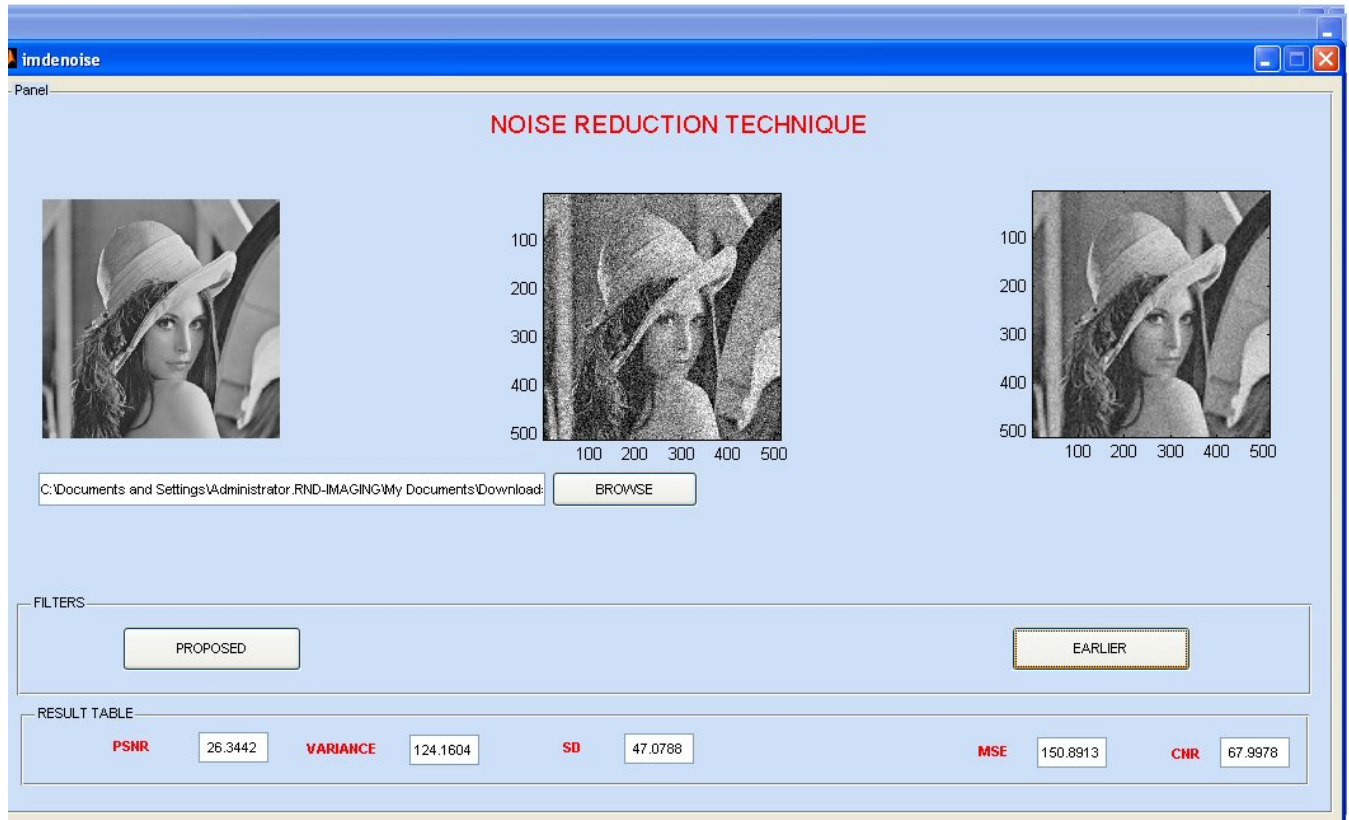 imdenoise
Panel
NOISE REDUCTION TECHNIQUE
100
200
300
400
500
100 200 300 400 500
100
200
300
400
500
100 200 300 400 500
C:\Documents and Settings\Administrator.RND-IMAGING\My Documents\Download: BROWSE
FILTERS
PROPOSED EARLIER
RESULT TABLE
PSNR 26.3442 VARIANCE 124.1604 SD 47.0788 MSE 150.8913 CNR 67.9978